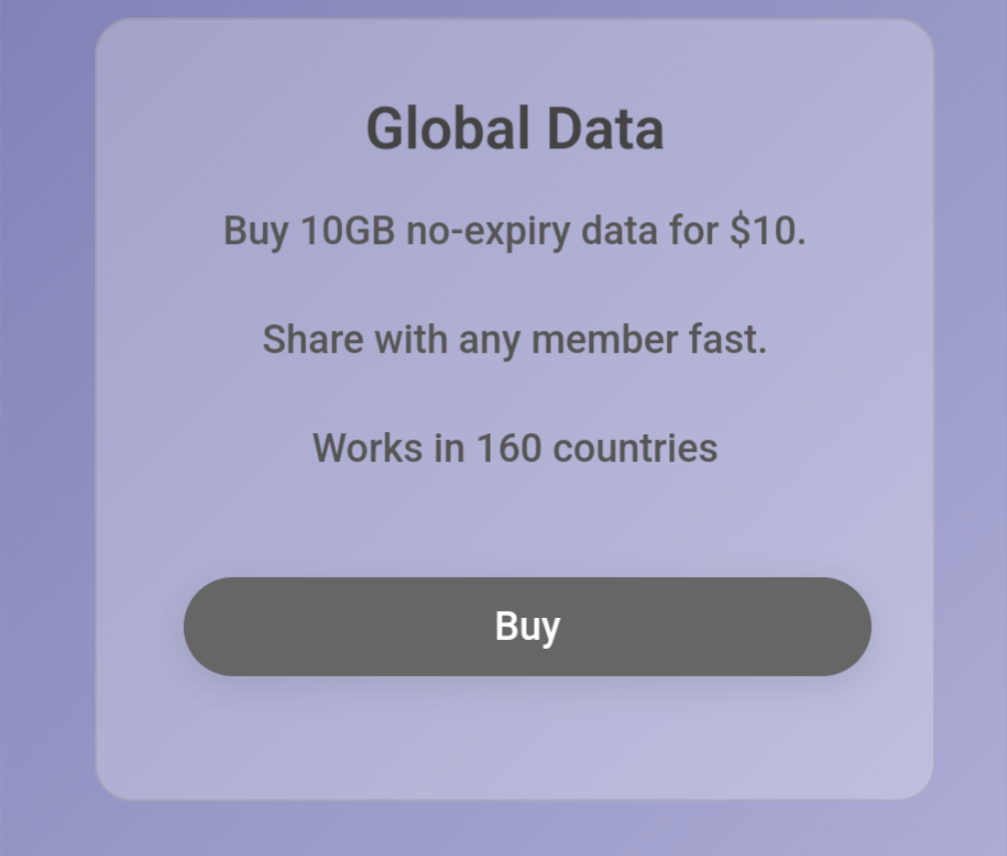 Global Data
Buy 10GB no-expiry data for $10.
Share with any member fast.
Works in 160 countries
Buy